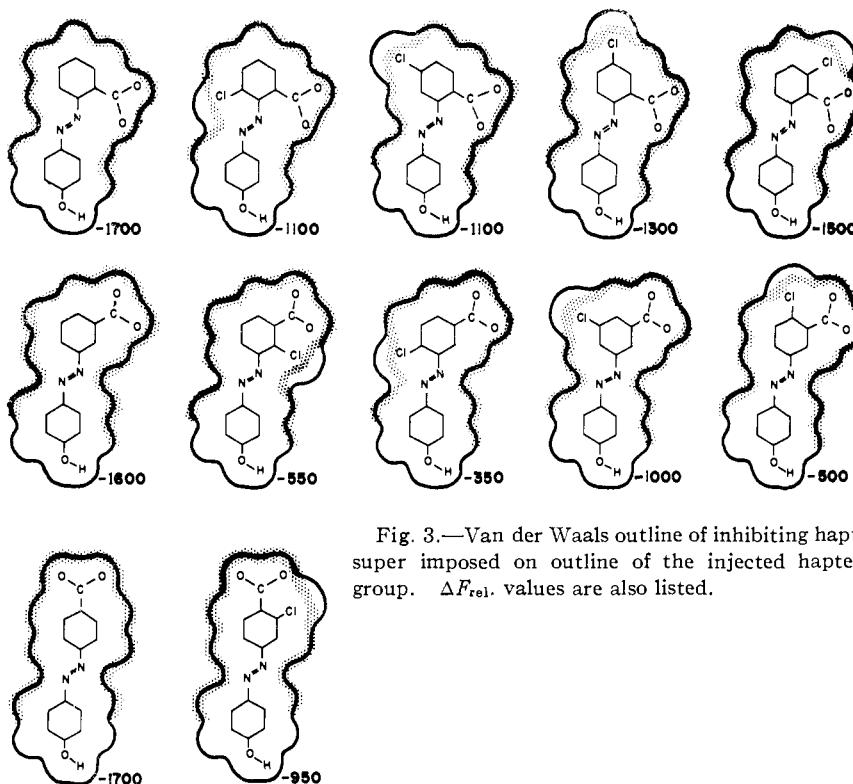 C O
O
N=N
O-H
-1700
Cl
C O
O
N=N
O-H
-1100
Cl
C O
O
N=N
O-H
-1100
Cl
C O
O
N=N
O-H
-1300
Cl
C O
O
N=N
O-H
-1500
O
C O
N=N
O-H
-1600
O
C O
Cl
N=N
O-H
-550
O
C O
Cl
N=N
O-H
-350
O
Cl C O
N=N
O-H
-1000
O
Cl C O
N=N
O-H
-500
Fig. 3.—Van der Waals outline of inhibiting hap
super imposed on outline of the injected hapte
group. ΔF_rel. values are also listed.
O O
C
N=N
O-H
-1700
O O
C
Cl
N=N
O-H
-950